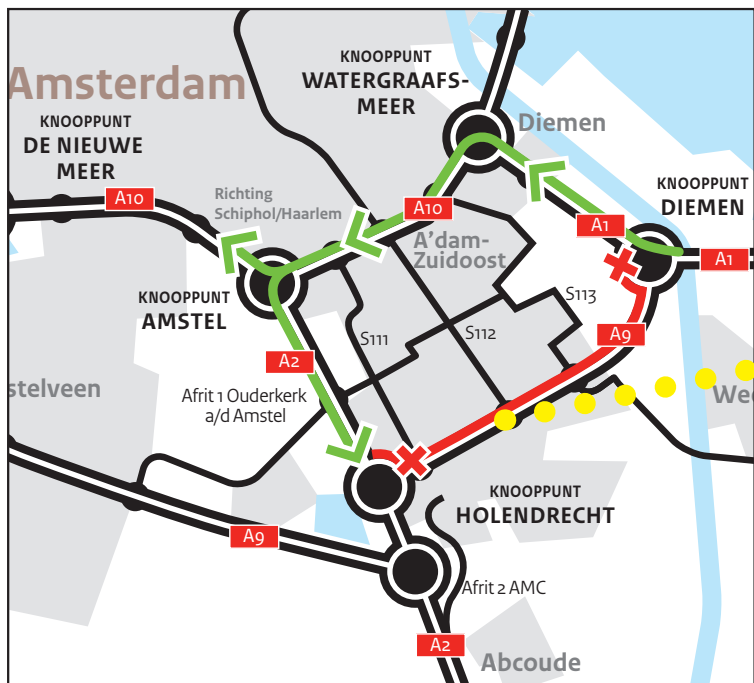 KNOOPPUNT
WATERGRAAFS-
MEER
Amsterdam
KNOOPPUNT
DE NIEUWE
MEER
Diemen
KNOOPPUNT
DIEMEN
A10
Richting
Schiphol/Haarlem
A10
A1
A1
A'dam-
Zuidoost
KNOOPPUNT
AMSTEL
S113
S111
S112
A9
A2
stelveen
Afrit 1 Ouderkerk
a/d Amstel
Wee
KNOOPPUNT
HOLENDRECHT
A9
Afrit 2 AMC
A2
Abcoude